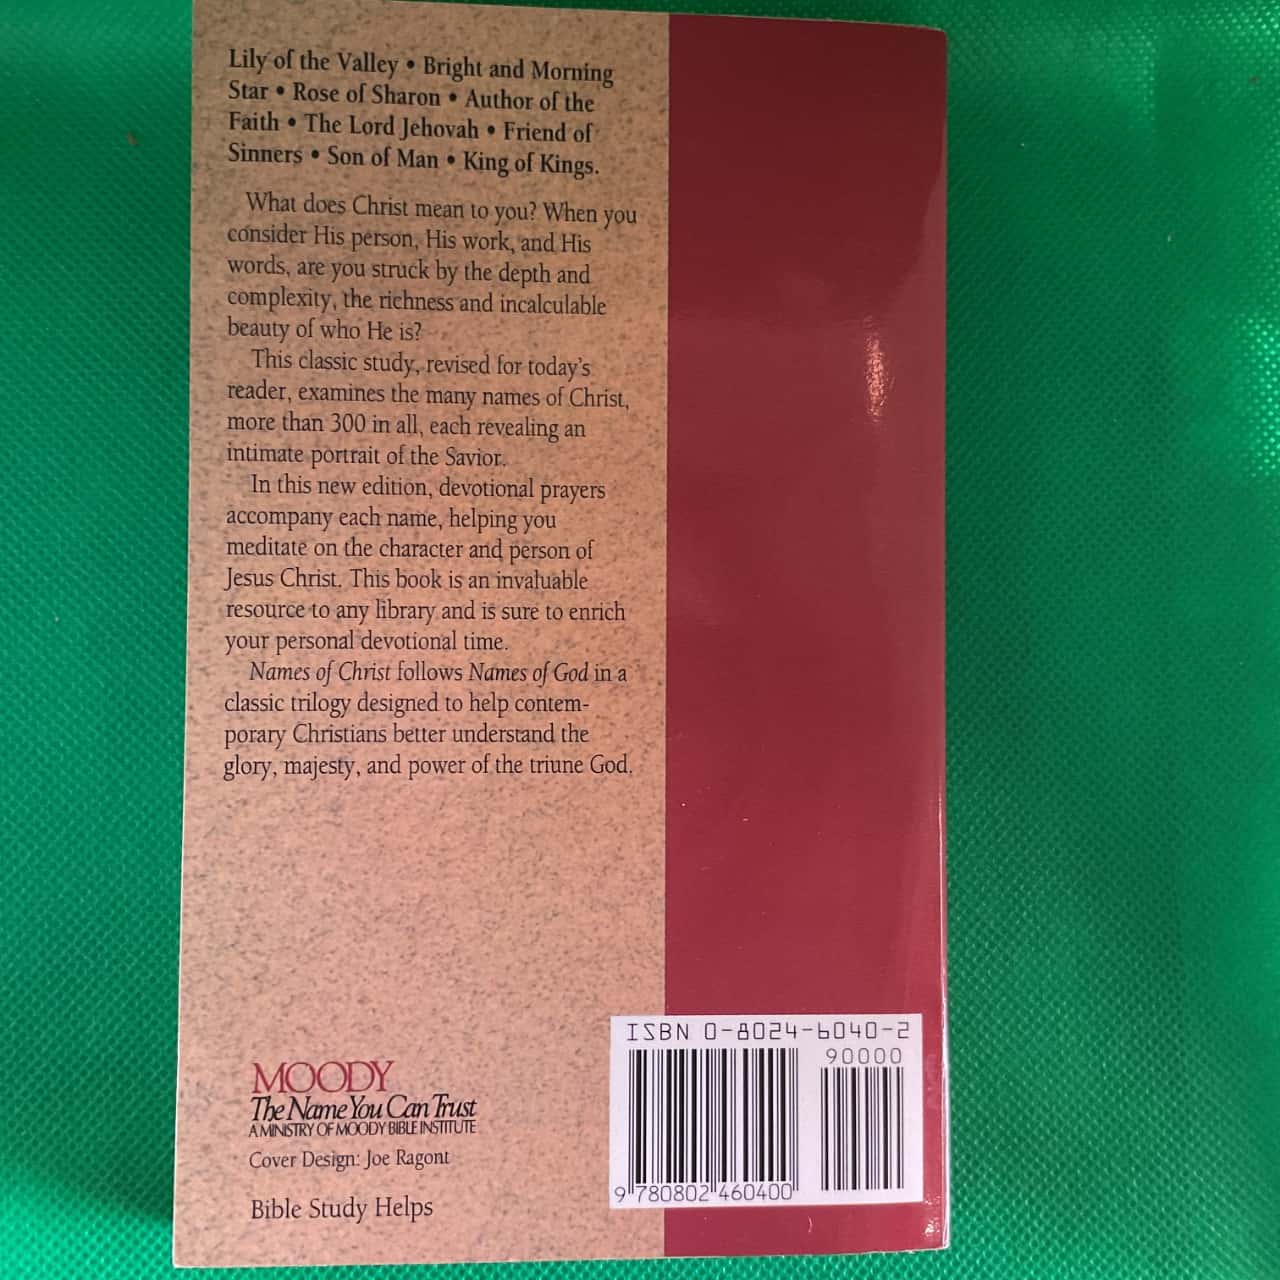 Lily of the Valley • Bright and Morning
Star • Rose of Sharon • Author of the
Faith • The Lord Jehovah • Friend of
Sinners • Son of Man • King of Kings.
What does Christ mean to you? When you
consider His person, His work, and His
words, are you struck by the depth and
complexity, the richness and incalculable
beauty of who He is?
This classic study, revised for today's
reader, examines the many names of Christ,
more than 300 in all, each revealing an
intimate portrait of the Savior.
In this new edition, devotional prayers
accompany each name, helping you
meditate on the character and person of
Jesus Christ. This book is an invaluable
resource to any library and is sure to enrich
your personal devotional time.
Names of Christ follows Names of God in a
classic trilogy designed to help contem-
porary Christians better understand the
glory, majesty, and power of the triune God.
MOODY
The Name You Can Trust
A MINISTRY OF MOODY BIBLE INSTITUTE
Cover Design: Joe Ragont
Bible Study Helps
ISBN 0-8024-6040-2
90000
9 780802 460400